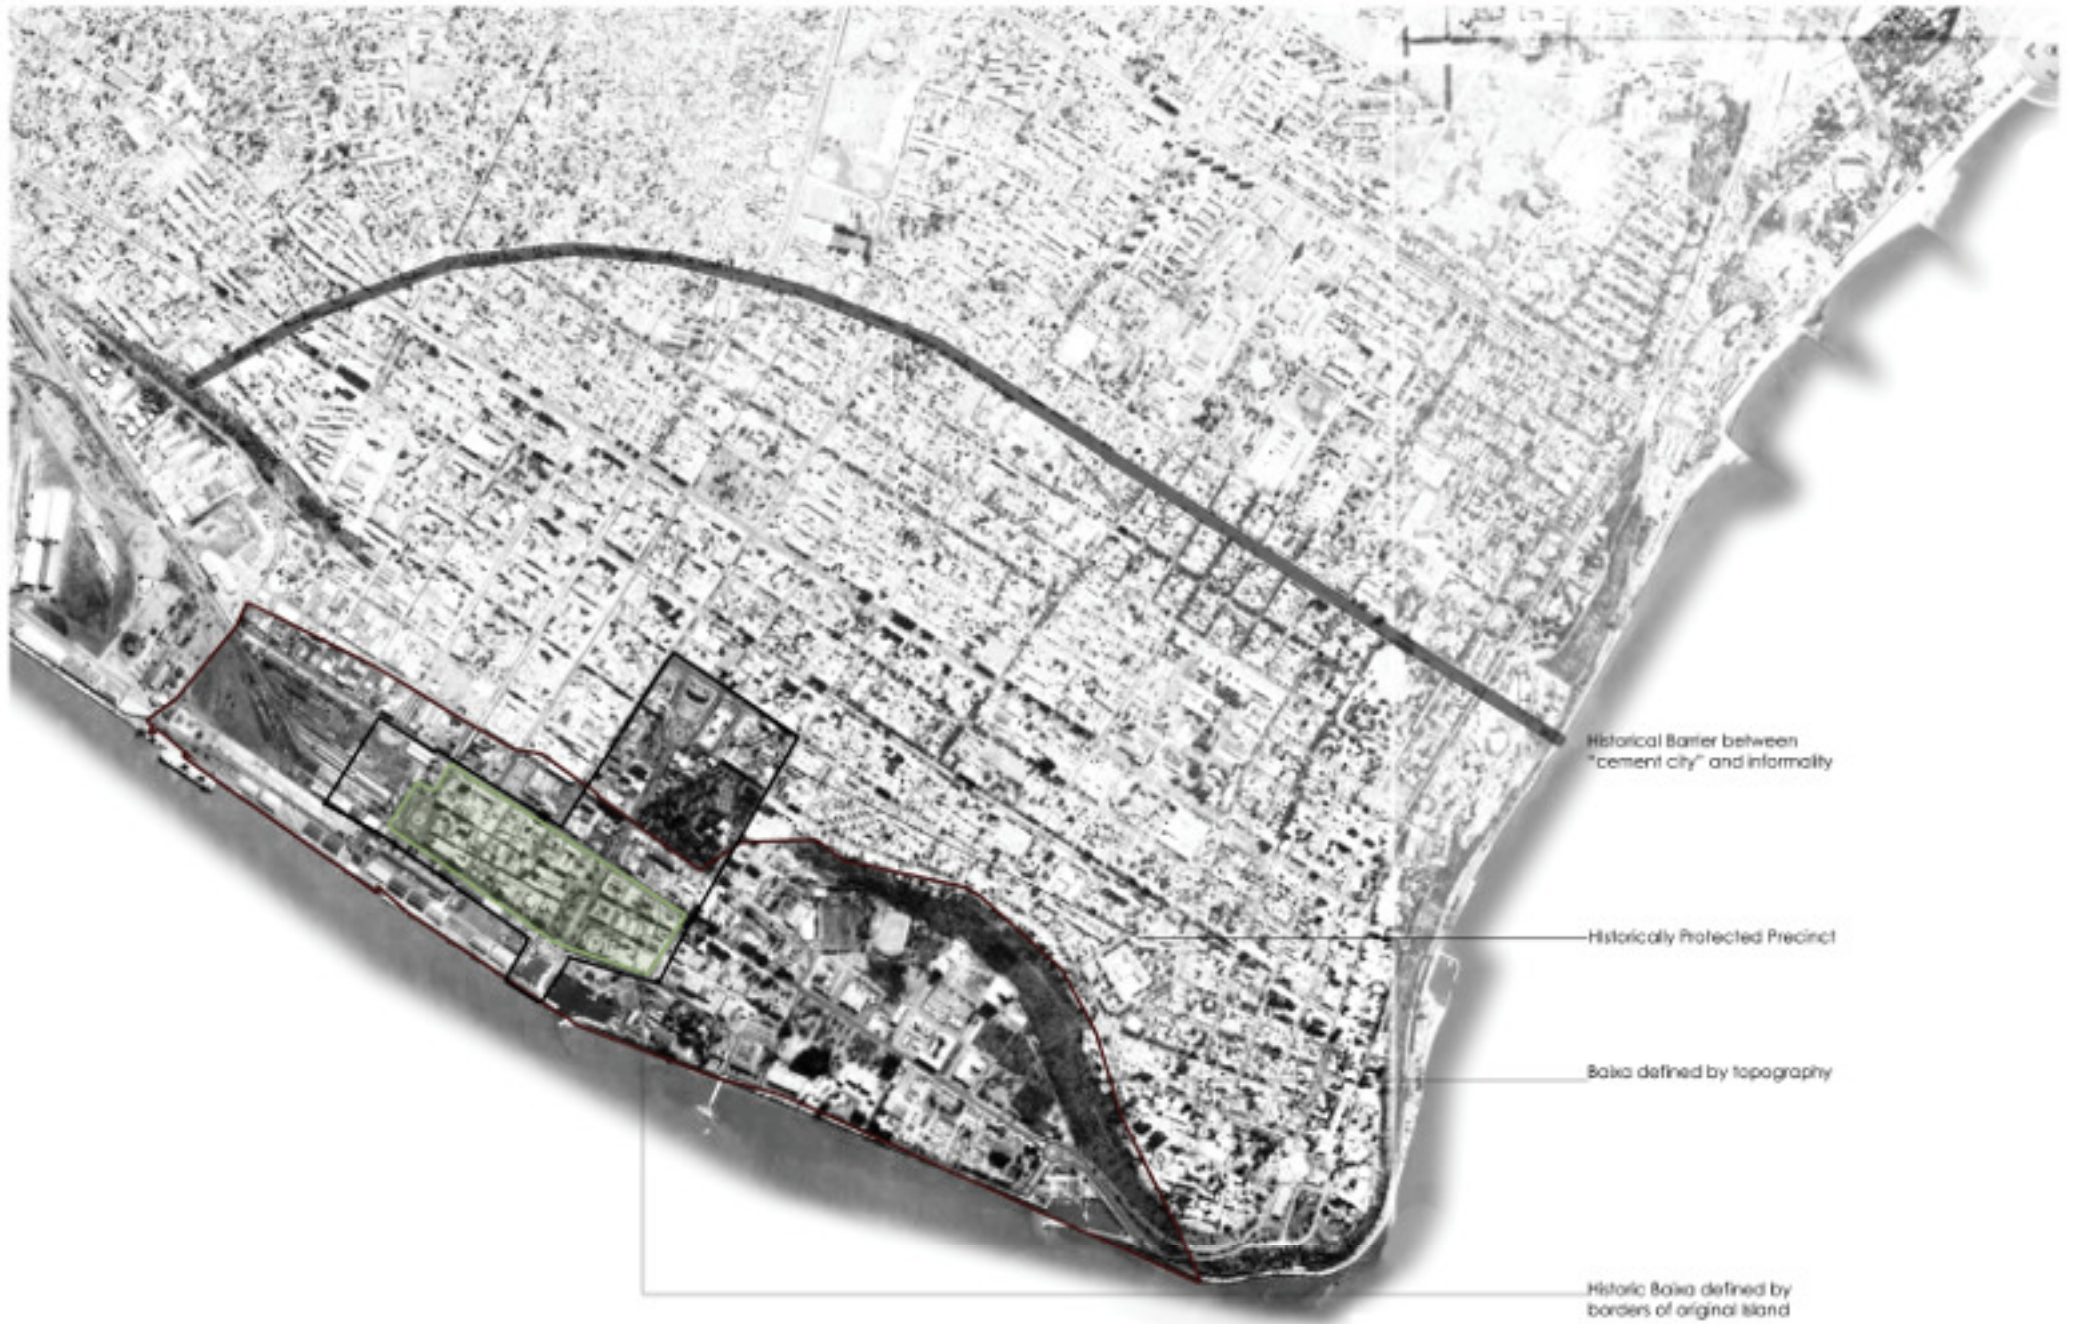 Historical Barrier between
"cement city" and informality
Historically Protected Precinct
Baixa defined by topography
Historic Baixa defined by
borders of original Island